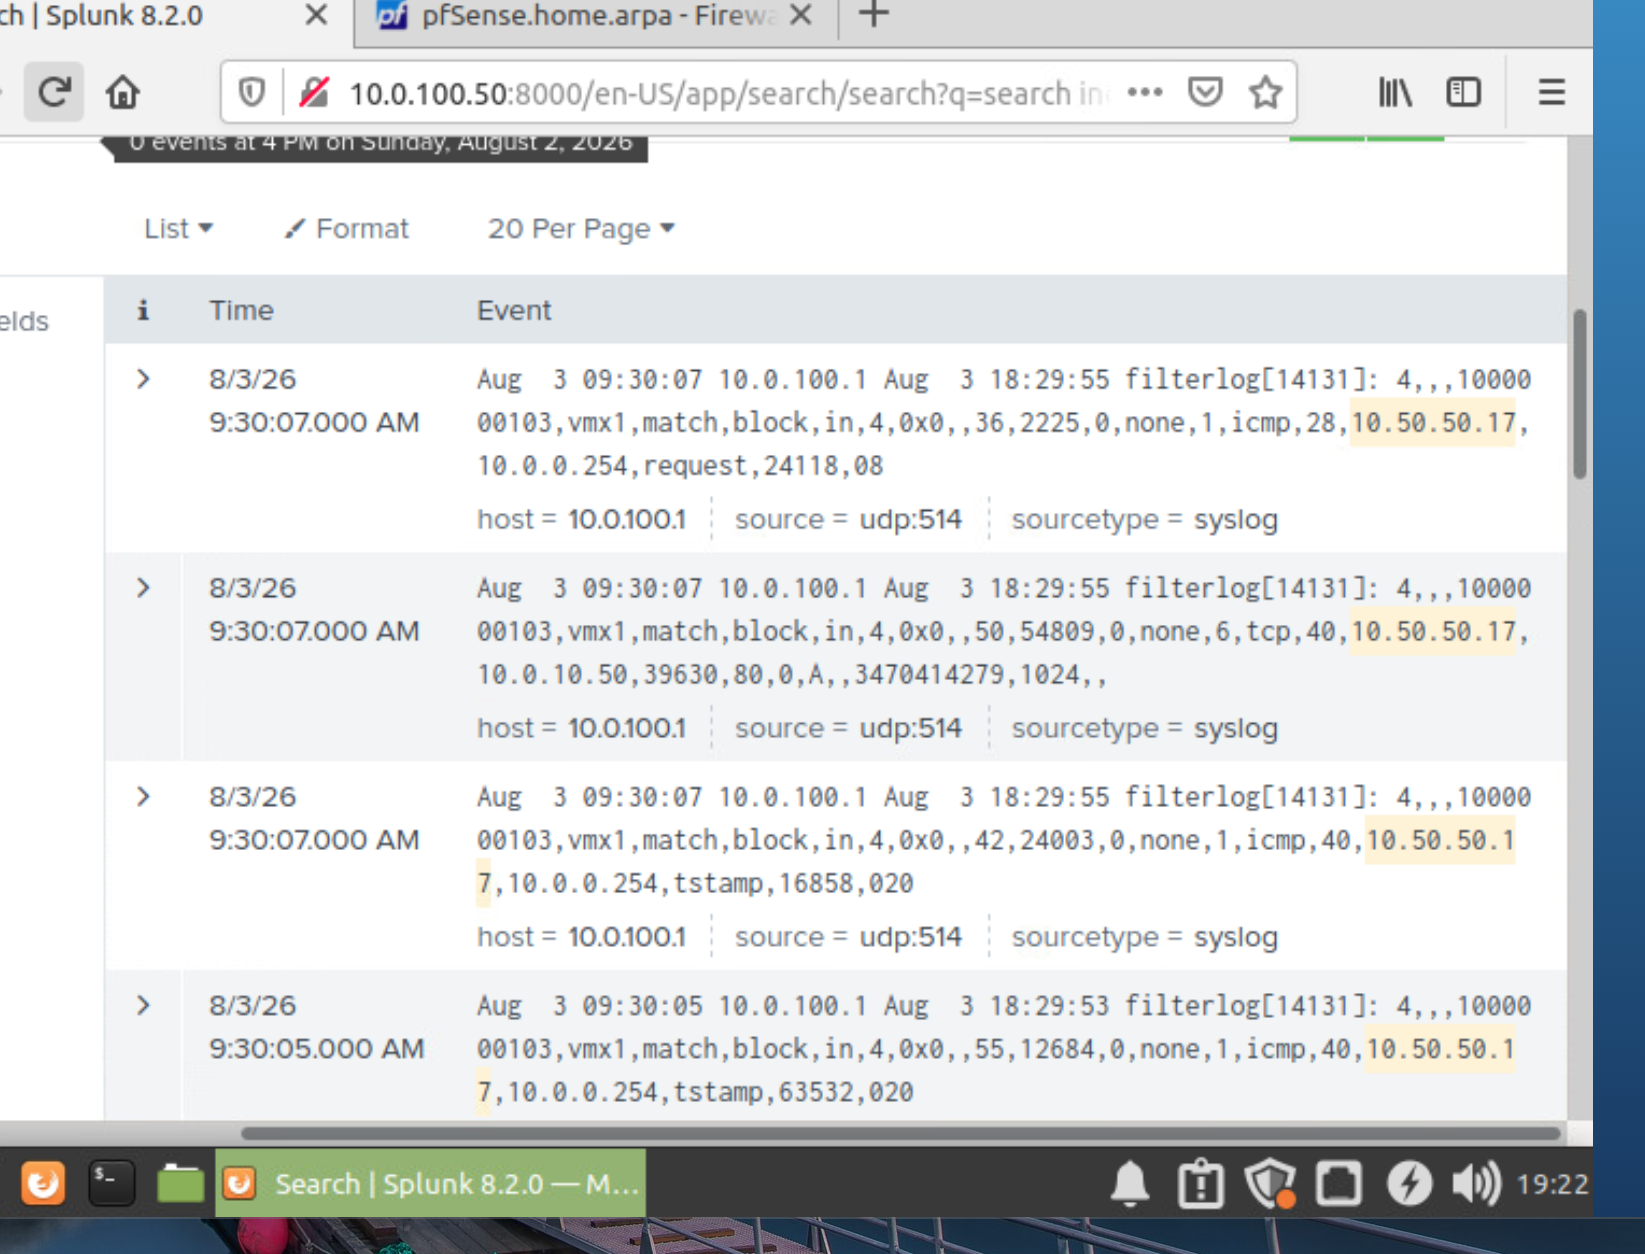 ch | Splunk 8.2.0
pfSense.home.arpa - Firewa
10.0.100.50:8000/en-US/app/search/search?q=search in
0 events at 4 PM on Sunday, August 2, 2026
List
Format
20 Per Page
elds
i
Time
Event
8/3/26
9:30:07.000 AM
Aug 3 09:30:07 10.0.100.1 Aug 3 18:29:55 filterlog[14131]: 4,,,10000
00103,vmx1,match,block,in,4,0x0,,36,2225,0,none,1,icmp,28,10.50.50.17,
10.0.0.254,request,24118,08
host = 10.0.100.1 source = udp:514 sourcetype = syslog
8/3/26
9:30:07.000 AM
Aug 3 09:30:07 10.0.100.1 Aug 3 18:29:55 filterlog[14131]: 4,,,10000
00103,vmx1,match,block,in,4,0x0,,50,54809,0,none,6,tcp,40,10.50.50.17,
10.0.10.50,39630,80,0,A,,3470414279,1024,,
host = 10.0.100.1 source = udp:514 sourcetype = syslog
8/3/26
9:30:07.000 AM
Aug 3 09:30:07 10.0.100.1 Aug 3 18:29:55 filterlog[14131]: 4,,,10000
00103,vmx1,match,block,in,4,0x0,,42,24003,0,none,1,icmp,40,10.50.50.1
7,10.0.0.254,tstamp,16858,020
host = 10.0.100.1 source = udp:514 sourcetype = syslog
8/3/26
9:30:05.000 AM
Aug 3 09:30:05 10.0.100.1 Aug 3 18:29:53 filterlog[14131]: 4,,,10000
00103,vmx1,match,block,in,4,0x0,,55,12684,0,none,1,icmp,40,10.50.50.1
7,10.0.0.254,tstamp,63532,020
Search | Splunk 8.2.0 — M...
19:22